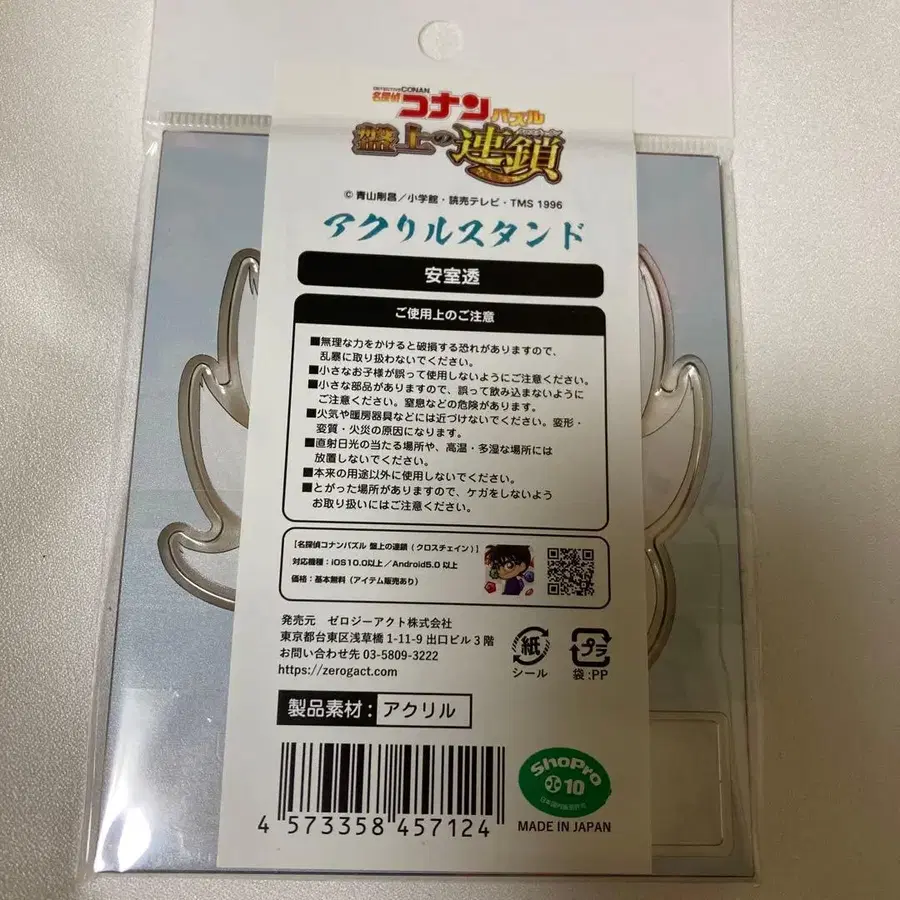 DETECTIVE CONAN
名探偵コナンパズル
盤上の連鎖
© 青山剛昌／小学館・読売テレビ・TMS 1996
アクリルスタンド
安室透
ご使用上のご注意
■無理な力をかけると破損する恐れがありますので、
乱暴に取り扱わないでください。
■小さなお子様が誤って使用しないようにご注意ください。
■小さな部品がありますので、誤って飲み込まないように
ご注意ください。窒息などの危険があります。
■火気や暖房器具などには近づけないでください。変形・
変質・火災の原因になります。
■直射日光の当たる場所や、高温・多湿な場所には
放置しないでください。
■本来の用途以外に使用しないでください。
■とがった場所がありますので、ケガをしないよう
お取り扱いにはご注意ください。
【名探偵コナンパズル 盤上の連鎖（クロスチェイン）】
対応機種：iOS10.0以上／Android5.0 以上
価格：基本無料（アイテム販売あり）
発売元 ゼロジーアクト株式会社
東京都台東区浅草橋 1-11-9 出口ビル 3 階
お問い合わせ先 03-5809-3222
https://zerogact.com
紙
シール
プラ
袋:PP
製品素材：アクリル
4 573358 457124
ShoPro
10
MADE IN JAPAN